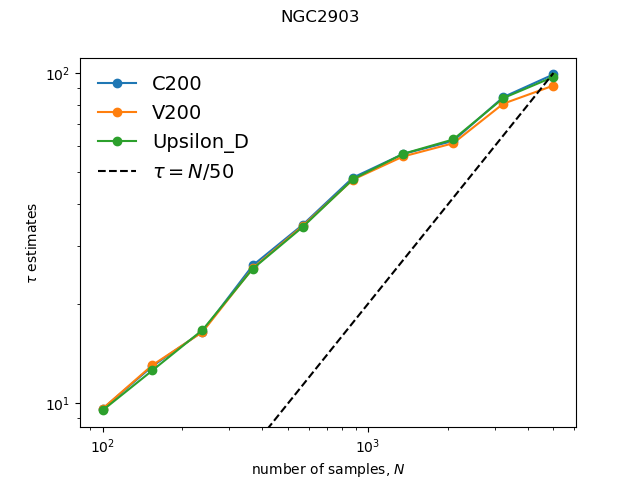 NGC2903
C200
V200
Upsilon_D
τ = N/50
10²
10¹
τ estimates
10² 10³
number of samples, N